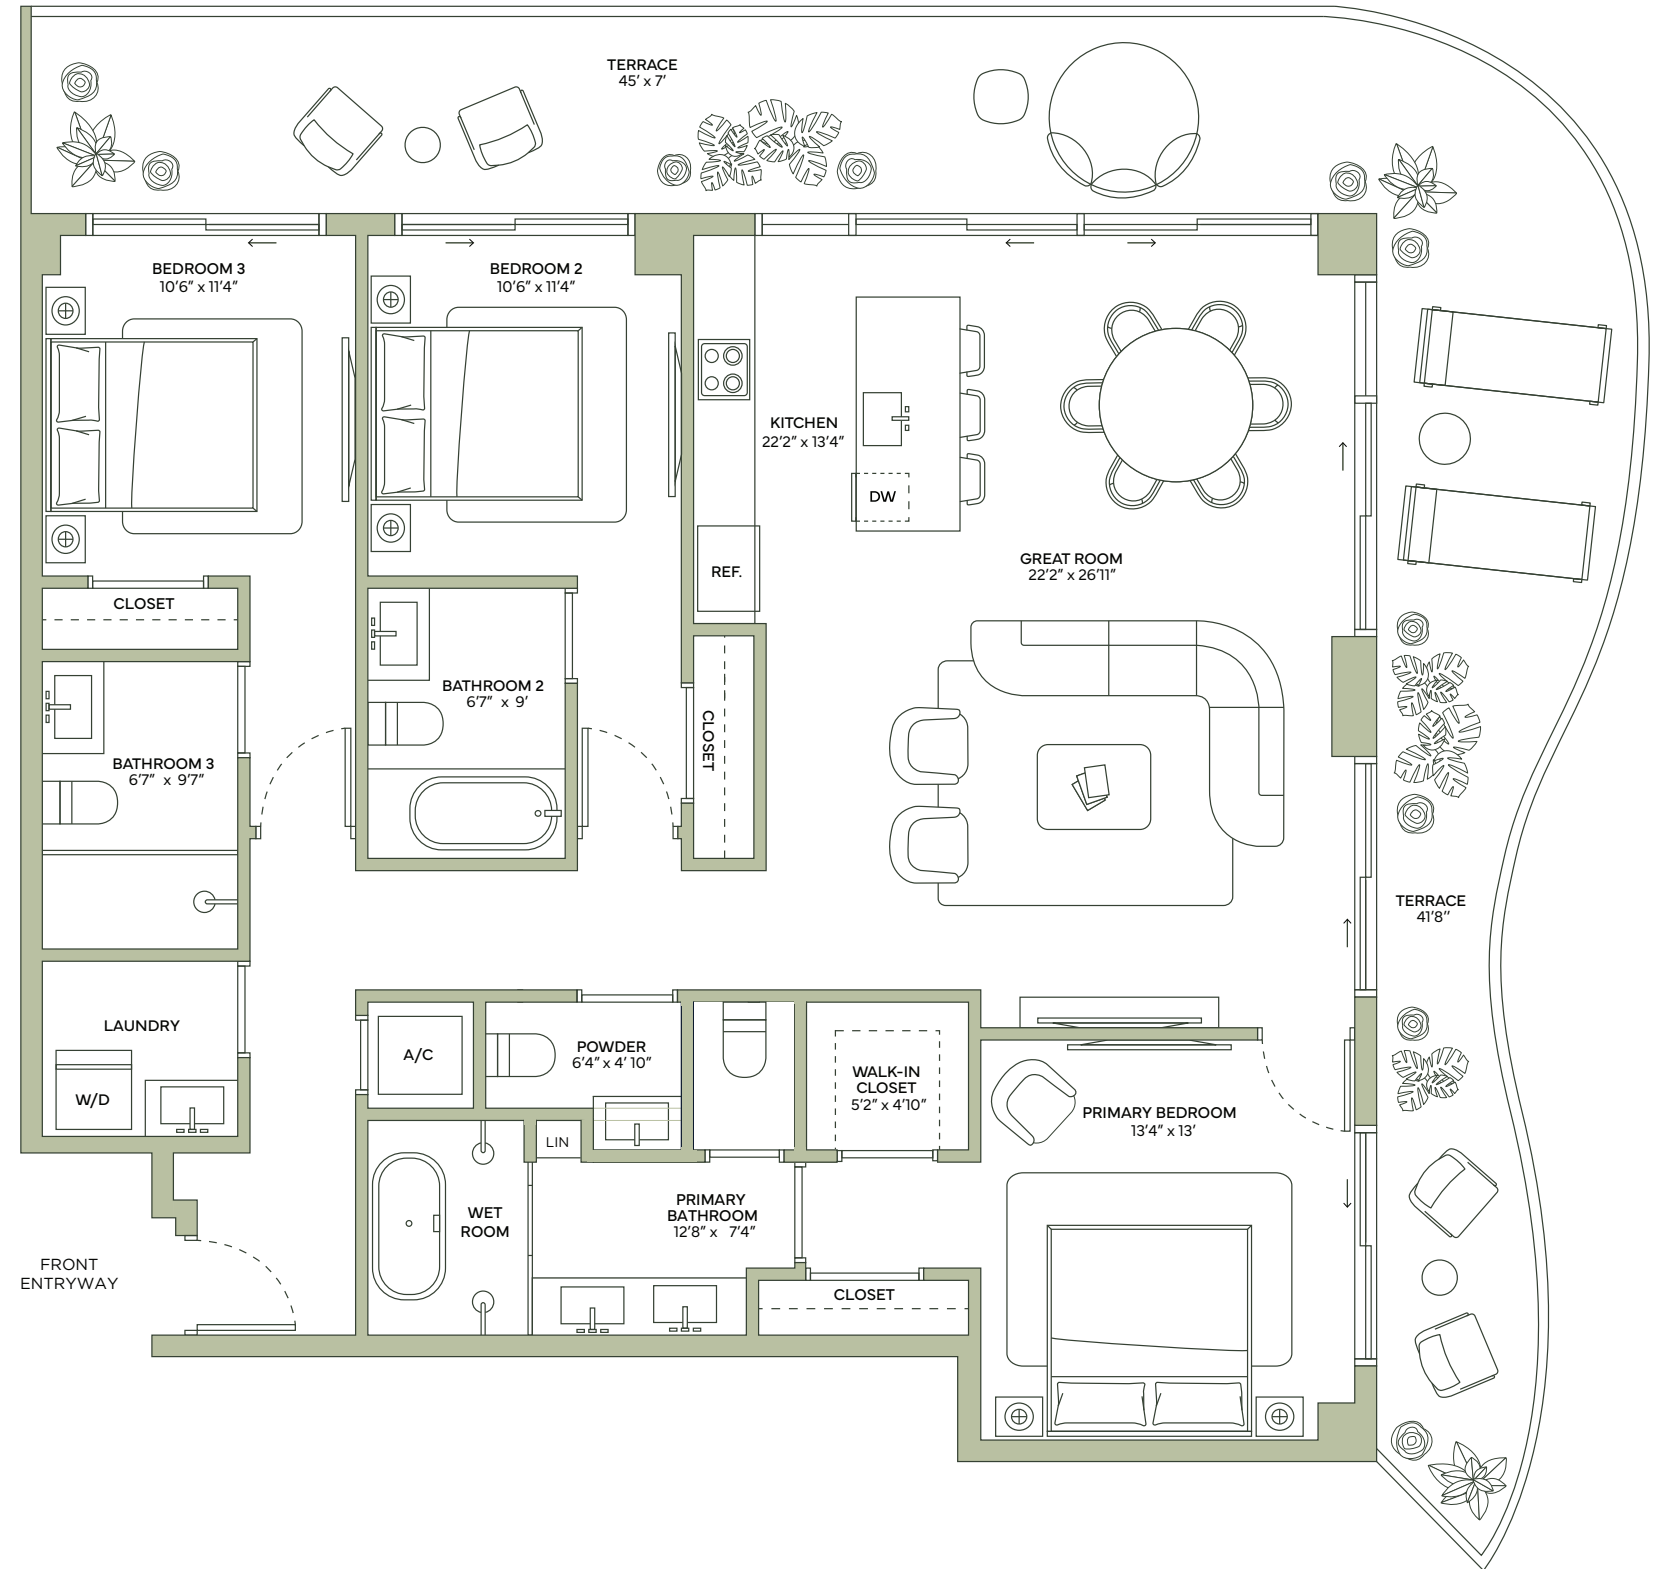 TERRACE
45' x 7'
BEDROOM 3
10'6" x 11'4"
BEDROOM 2
10'6" x 11'4"
KITCHEN
22'2" x 13'4"
DW
REF.
GREAT ROOM
22'2" x 26'11"
CLOSET
BATHROOM 2
6'7" x 9'
CLOSET
BATHROOM 3
6'7" x 9'7"
TERRACE
41'8''
LAUNDRY
W/D
A/C
POWDER
6'4" x 4' 10"
WALK-IN
CLOSET
5'2" x 4'10"
PRIMARY BEDROOM
13'4" x 13'
LIN
WET
ROOM
PRIMARY
BATHROOM
12'8" x 7'4"
FRONT
ENTRYWAY
CLOSET